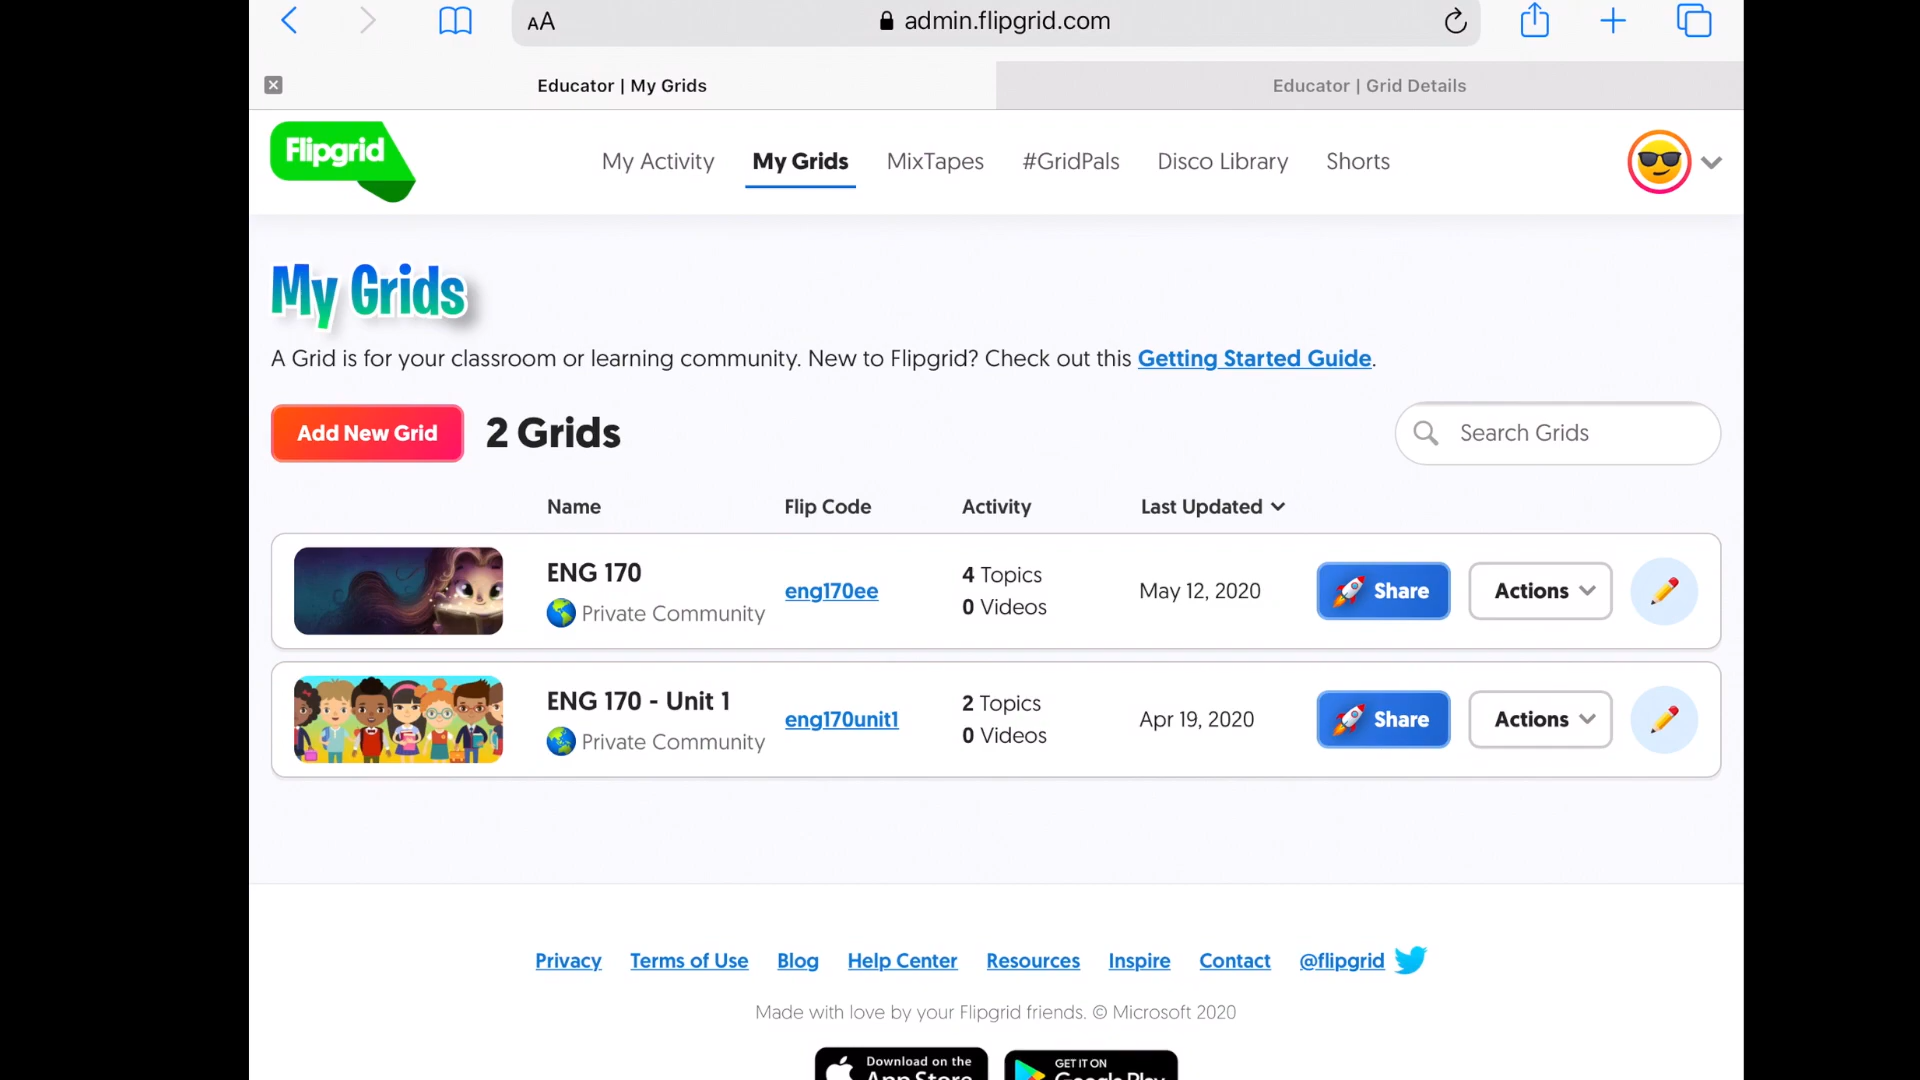 AA
admin.flipgrid.com
Educator | My Grids
Educator | Grid Details
Flipgrid
My Activity
My Grids
MixTapes
#GridPals
Disco Library
Shorts
My Grids
A Grid is for your classroom or learning community. New to Flipgrid? Check out this Getting Started Guide.
Add New Grid
2 Grids
Search Grids
Name
Flip Code
Activity
Last Updated
ENG 170
Private Community
eng170ee
4 Topics
0 Videos
May 12, 2020
Share
Actions
ENG 170 - Unit 1
Private Community
eng170unit1
2 Topics
0 Videos
Apr 19, 2020
Share
Actions
Privacy
Terms of Use
Blog
Help Center
Resources
Inspire
Contact
@flipgrid
Made with love by your Flipgrid friends. © Microsoft 2020
Download on the
App Store
GET IT ON
Google Play